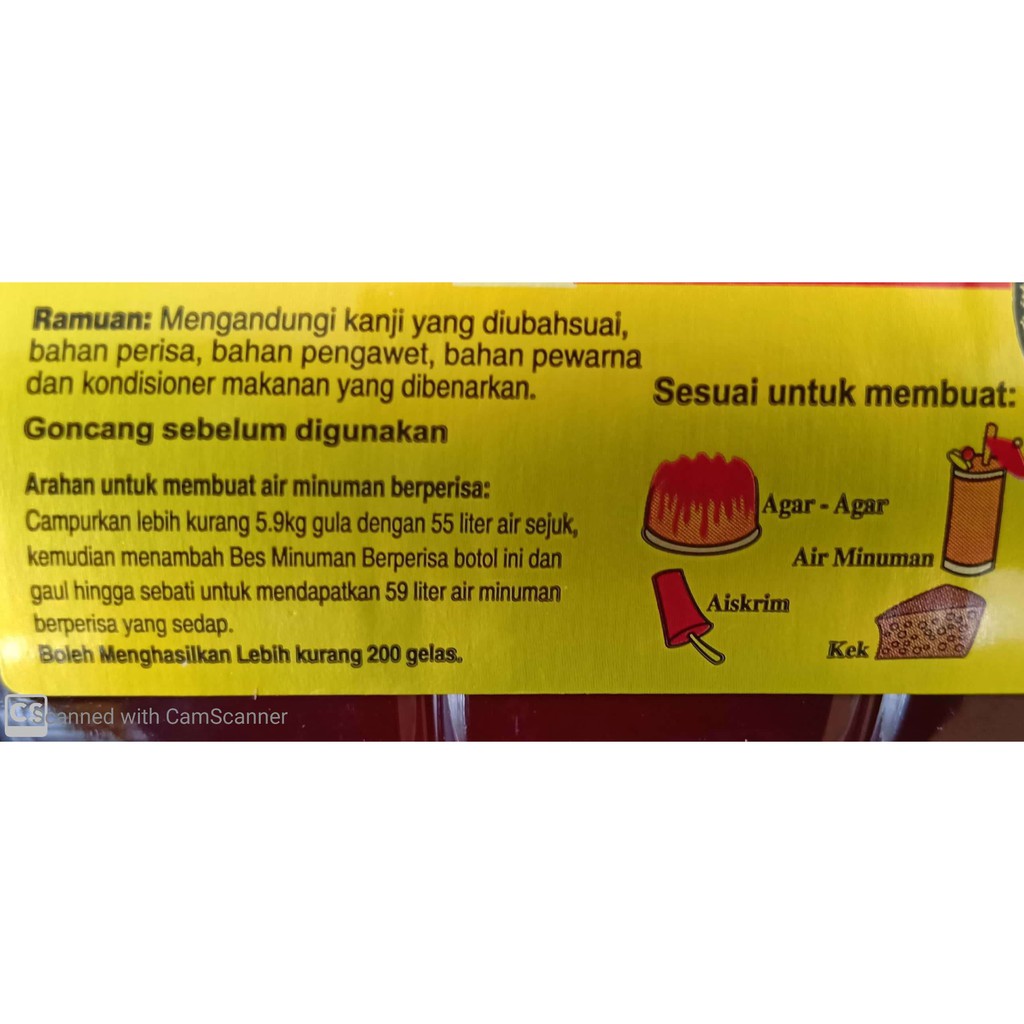 Ramuan: Mengandungi kanji yang diubahsuai,
bahan perisa, bahan pengawet, bahan pewarna
dan kondisioner makanan yang dibenarkan.
Goncang sebelum digunakan
Arahan untuk membuat air minuman berperisa:
Campurkan lebih kurang 5.9kg gula dengan 55 liter air sejuk,
kemudian menambah Bes Minuman Berperisa botol ini dan
gaul hingga sebati untuk mendapatkan 59 liter air minuman
berperisa yang sedap.
Boleh Menghasilkan Lebih kurang 200 gelas.
Sesuai untuk membuat:
Agar - Agar
Air Minuman
Aiskrim
Kek
CS Scanned with CamScanner